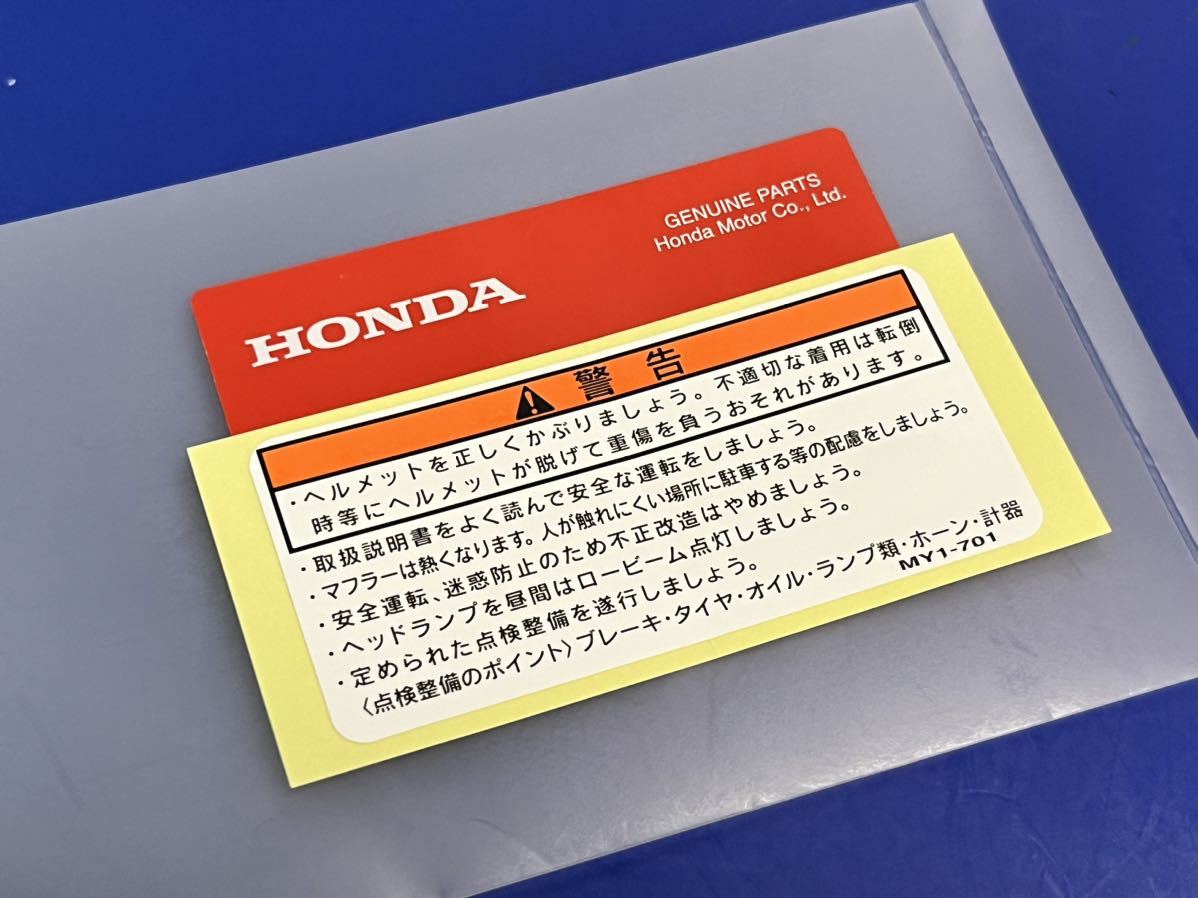 GENUINE PARTS
Honda Motor Co., Ltd.
HONDA
警告
・ヘルメットを正しくかぶりましょう。不適切な着用は転倒
時等にヘルメットが脱げて重傷を負うおそれがあります。
・取扱説明書をよく読んで安全な運転をしましょう。
・マフラーは熱くなります。人が触れにくい場所に駐車する等の配慮をしましょう。
・安全運転、迷惑防止のため不正改造はやめましょう。
・ヘッドランプを昼間はロービーム点灯しましょう。
・定められた点検整備を遂行しましょう。
〈点検整備のポイント〉ブレーキ・タイヤ・オイル・ランプ類・ホーン・計器
MY1-701